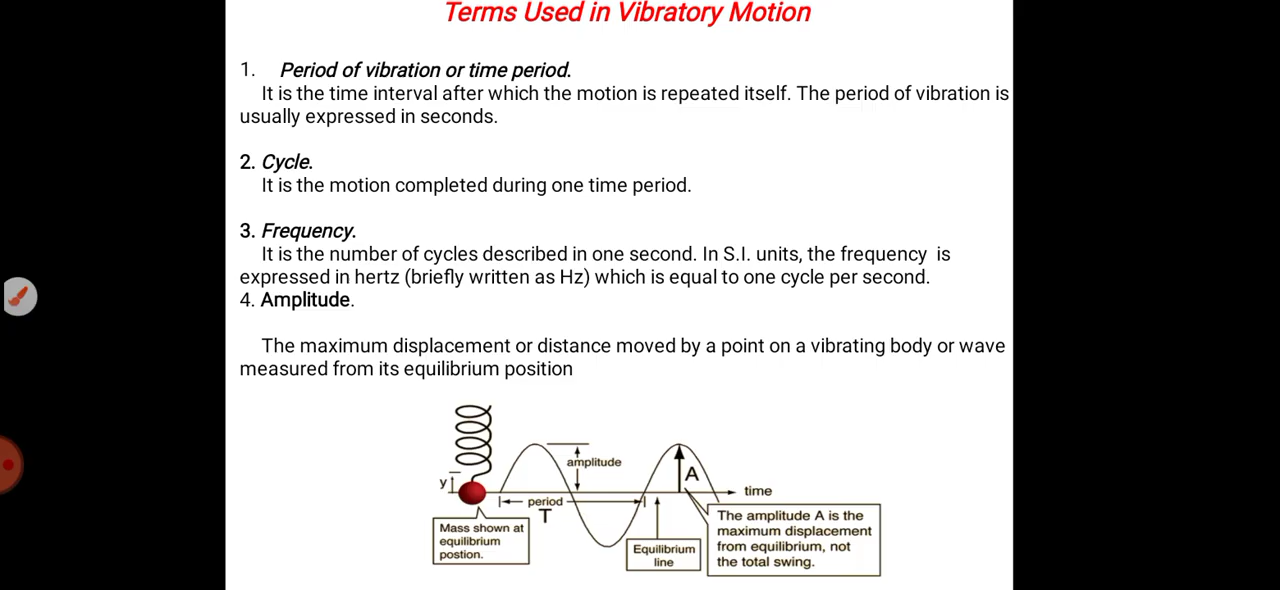 Terms Used in Vibratory Motion
1. Period of vibration or time period.
It is the time interval after which the motion is repeated itself. The period of vibration is
usually expressed in seconds.
2. Cycle.
It is the motion completed during one time period.
3. Frequency.
It is the number of cycles described in one second. In S.I. units, the frequency is
expressed in hertz (briefly written as Hz) which is equal to one cycle per second.
4. Amplitude.
The maximum displacement or distance moved by a point on a vibrating body or wave
measured from its equilibrium position
amplitude
A
y
time
period
T
Mass shown at
equilibrium
postion.
Equilibrium
line
The amplitude A is the
maximum displacement
from equilibrium, not
the total swing.